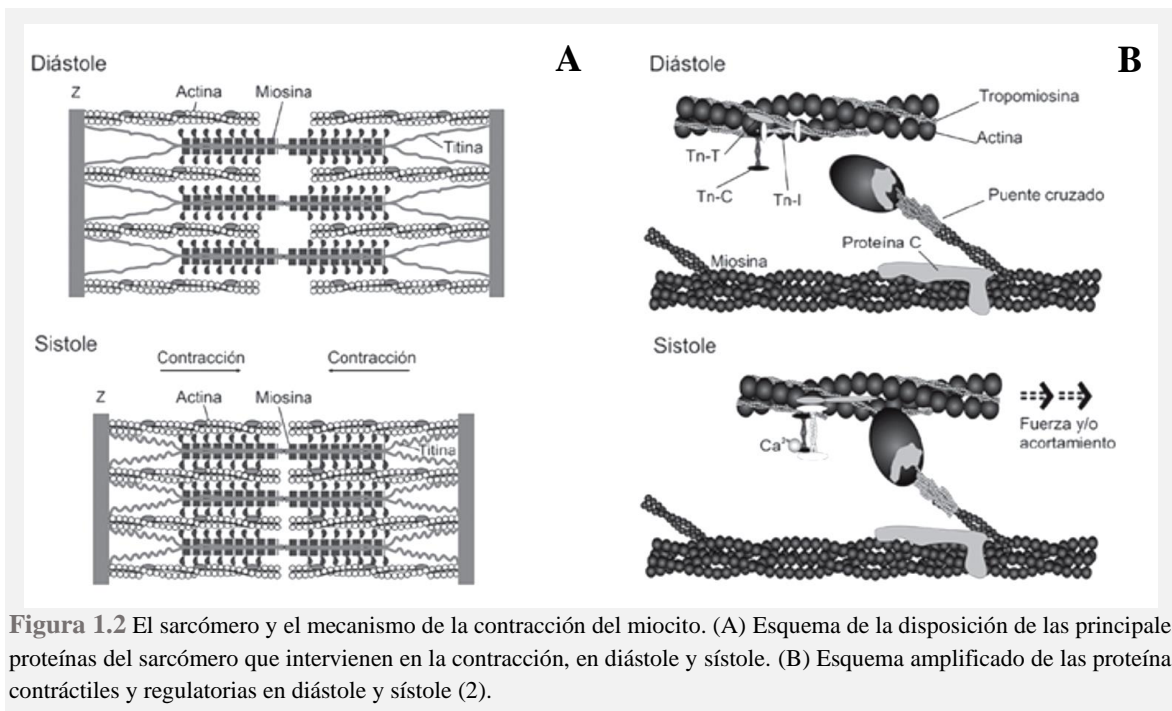 A
B
Diástole
Z
Actina
Miosina
Titina
Sistole
Contracción
Contracción
Z
Actina
Miosina
Titina
Diástole
Tropomiosina
Actina
Tn-T
Tn-C
Tn-I
Puente cruzado
Proteína C
Miosina
Sistole
Ca²⁺
Fuerza y/o
acortamiento
Figura 1.2 El sarcómero y el mecanismo de la contracción del miocito. (A) Esquema de la disposición de las principale
proteínas del sarcómero que intervienen en la contracción, en diástole y sístole. (B) Esquema amplificado de las proteína
contráctiles y regulatorias en diástole y sístole (2).